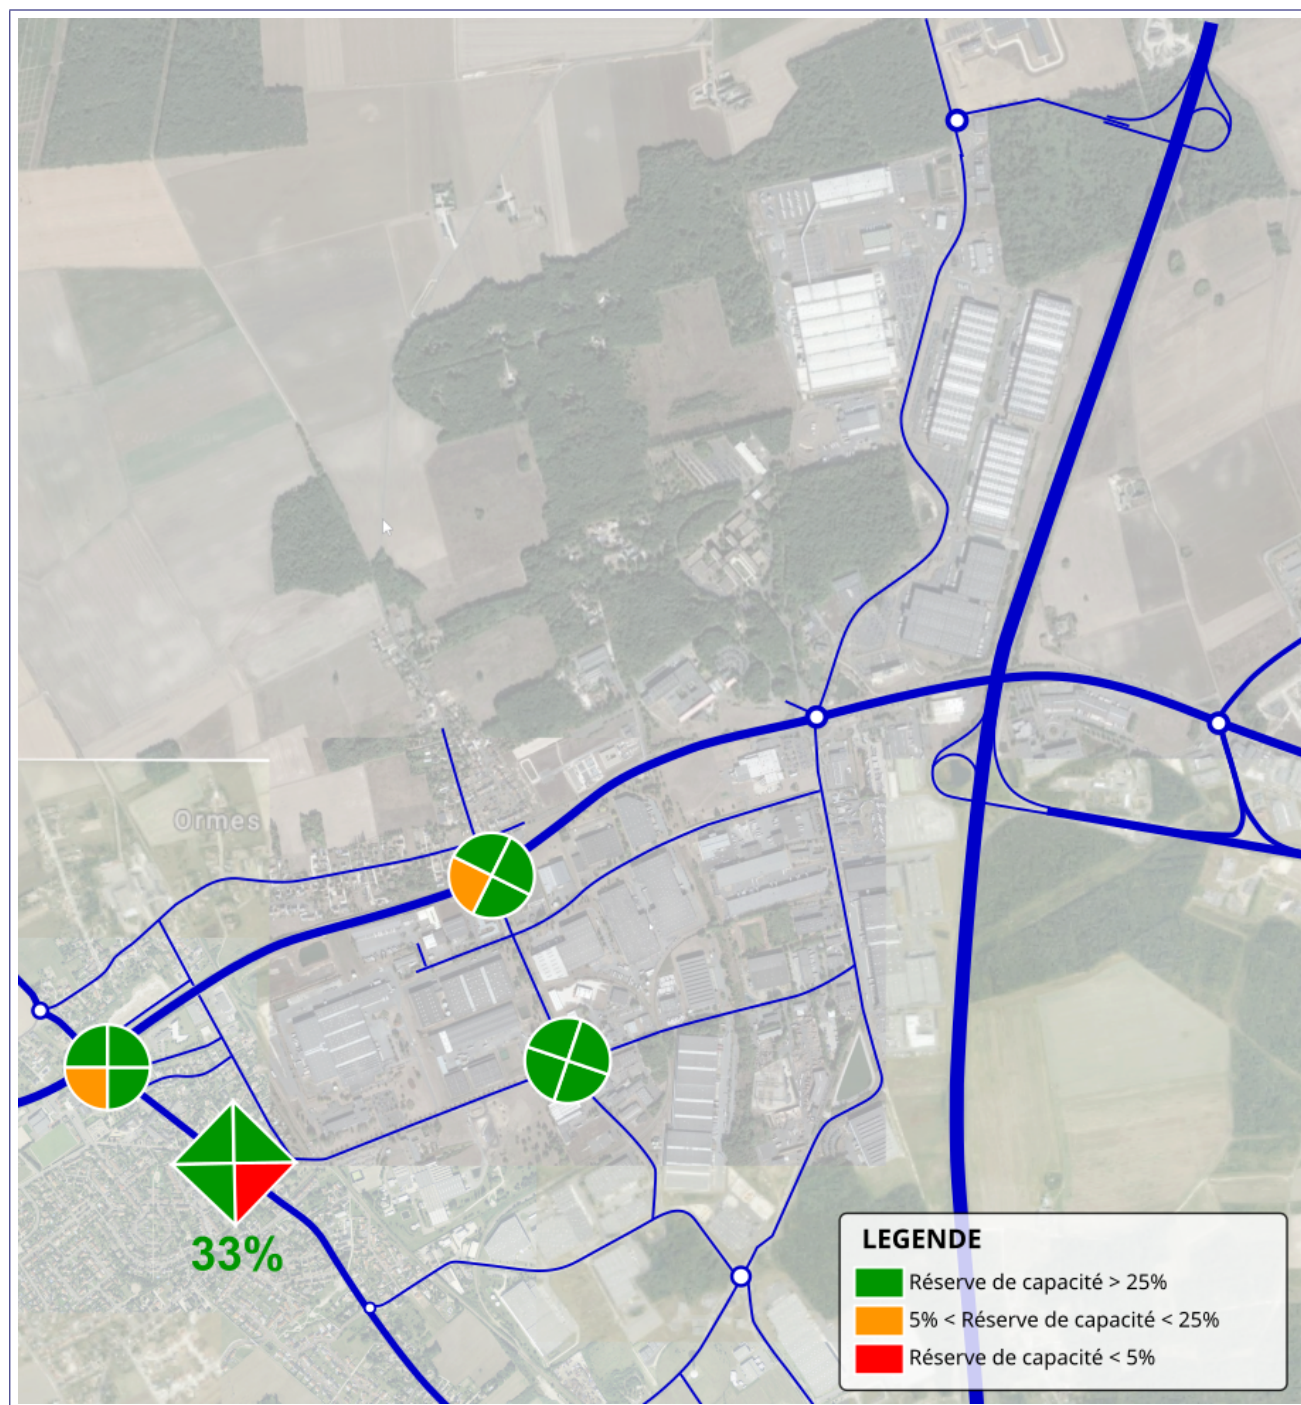 Ormes
33%
LEGENDE
Réserve de capacité > 25%
5% < Réserve de capacité < 25%
Réserve de capacité < 5%